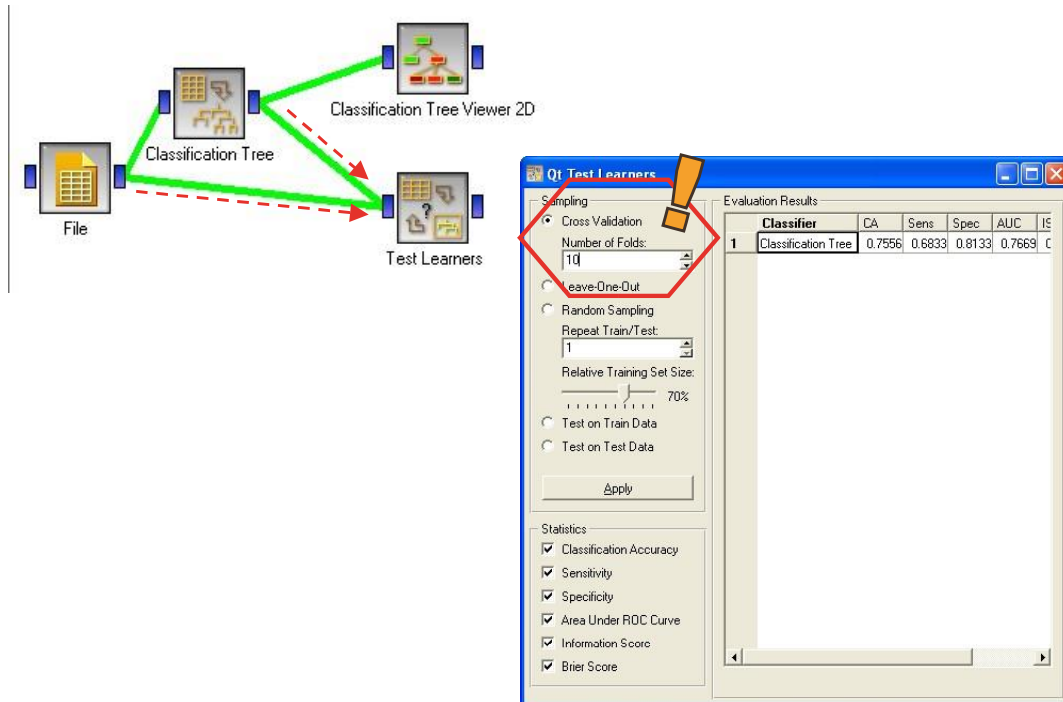 Classification Tree Viewer 2D
Classification Tree
File
?
Test Learners
Qt Test Learners
Sampling
Cross Validation
Number of Folds:
10
Leave-One-Out
Random Sampling
Repeat Train/Test:
1
Relative Training Set Size:
70%
Test on Train Data
Test on Test Data
Apply
Statistics
Classification Accuracy
Sensitivity
Specificity
Area Under ROC Curve
Information Score
Brier Score
Evaluation Results
Classifier CA Sens Spec AUC IS
1 Classification Tree 0.7556 0.6833 0.8133 0.7669